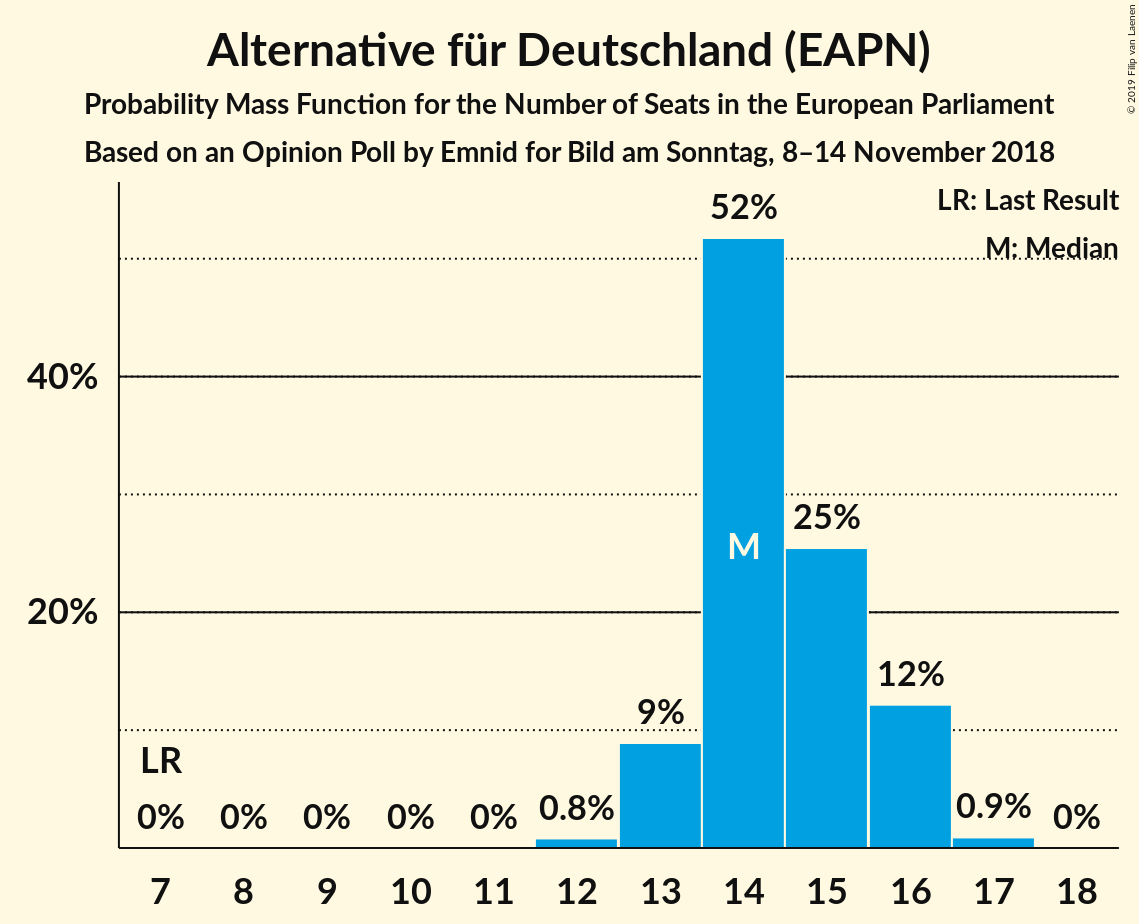 Alternative für Deutschland (EAPN)
Probability Mass Function for the Number of Seats in the European Parliament
Based on an Opinion Poll by Emnid for Bild am Sonntag, 8–14 November 2018
© 2019 Filip van Laenen
LR: Last Result
M: Median
52%
40%
25%
M
20%
12%
9%
LR
0% 0% 0% 0% 0% 0.8% 0.9% 0%
7 8 9 10 11 12 13 14 15 16 17 18